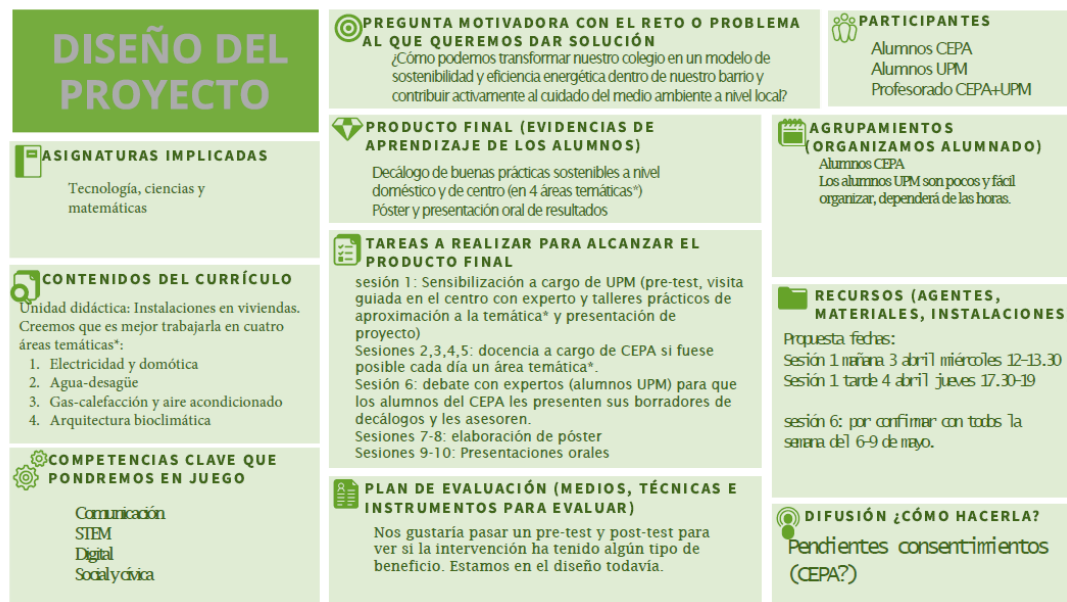 DISEÑO DEL
PROYECTO
ASIGNATURAS IMPLICADAS
Tecnología, ciencias y
matemáticas
CONTENIDOS DEL CURRÍCULO
Unidad didáctica: Instalaciones en viviendas.
Creemos que es mejor trabajarla en cuatro
áreas temáticas*:
1. Electricidad y domótica
2. Agua-desagüe
3. Gas-calefacción y aire acondicionado
4. Arquitectura bioclimática
COMPETENCIAS CLAVE QUE
PONDREMOS EN JUEGO
Comunicación
STEM
Digital
Social y cívica
PREGUNTA MOTIVADORA CON EL RETO O PROBLEMA
AL QUE QUEREMOS DAR SOLUCIÓN
¿Cómo podemos transformar nuestro colegio en un modelo de
sostenibilidad y eficiencia energética dentro de nuestro barrio y
contribuir activamente al cuidado del medio ambiente a nivel local?
PRODUCTO FINAL (EVIDENCIAS DE
APRENDIZAJE DE LOS ALUMNOS)
Decálogo de buenas prácticas sostenibles a nivel
doméstico y de centro (en 4 áreas temáticas*)
Póster y presentación oral de resultados
TAREAS A REALIZAR PARA ALCANZAR EL
PRODUCTO FINAL
sesión 1: Sensibilización a cargo de UPM (pre-test, visita
guiada en el centro con experto y talleres prácticos de
aproximación a la temática* y presentación de
proyecto)
Sesiones 2,3,4,5: docencia a cargo de CEPA si fuese
posible cada día un área temática*.
Sesión 6: debate con expertos (alumnos UPM) para que
los alumnos del CEPA les presenten sus borradores de
decálogos y les asesoren.
Sesiones 7-8: elaboración de póster
Sesiones 9-10: Presentaciones orales
PLAN DE EVALUACIÓN (MEDIOS, TÉCNICAS E
INSTRUMENTOS PARA EVALUAR)
Nos gustaría pasar un pre-test y post-test para
ver si la intervención ha tenido algún tipo de
beneficio. Estamos en el diseño todavía.
PARTICIPANTES
Alumnos CEPA
Alumnos UPM
Profesorado CEPA+UPM
AGRUPAMIENTOS
(ORGANIZAMOS ALUMNADO)
Alumnos CEPA
Los alumnos UPM son pocos y fácil
organizar, dependerá de las horas.
RECURSOS (AGENTES,
MATERIALES, INSTALACIONES
Propuesta fechas:
Sesión 1 mañana 3 abril miércoles 12-13.30
Sesión 1 tarde 4 abril jueves 17.30-19
sesión 6: por confirmar con todos la
semana del 6-9 de mayo.
DIFUSIÓN ¿CÓMO HACERLA?
Pendientes consentimientos
(CEPA?)